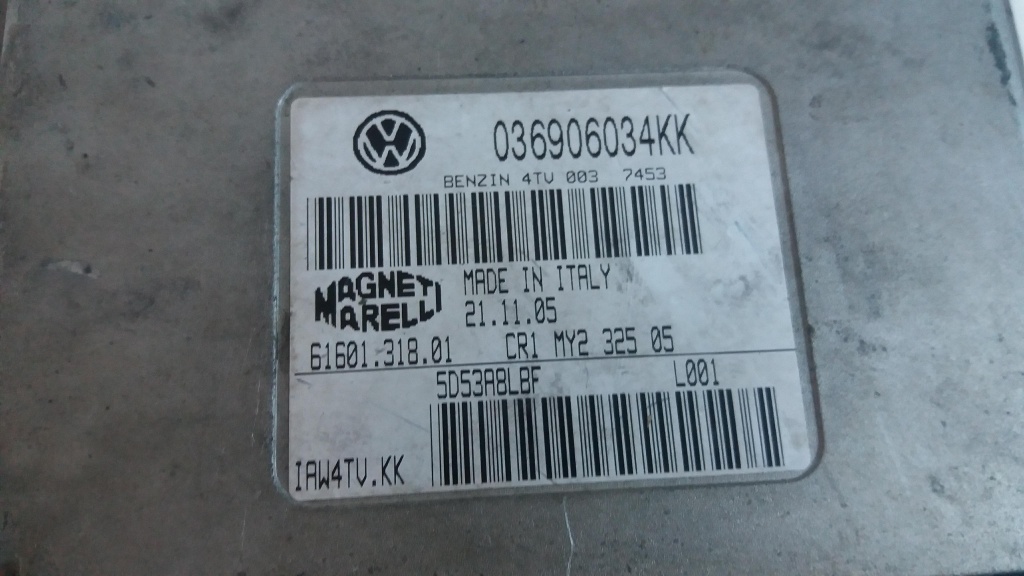 036906034KK
BENZIN 4TV 003 7453
MAGNETI
MARELLI
MADE IN ITALY
21.11.05
61601.318.01 CR1 MY2 325 05
5D53A8LBF L001
IAW4TV.KK